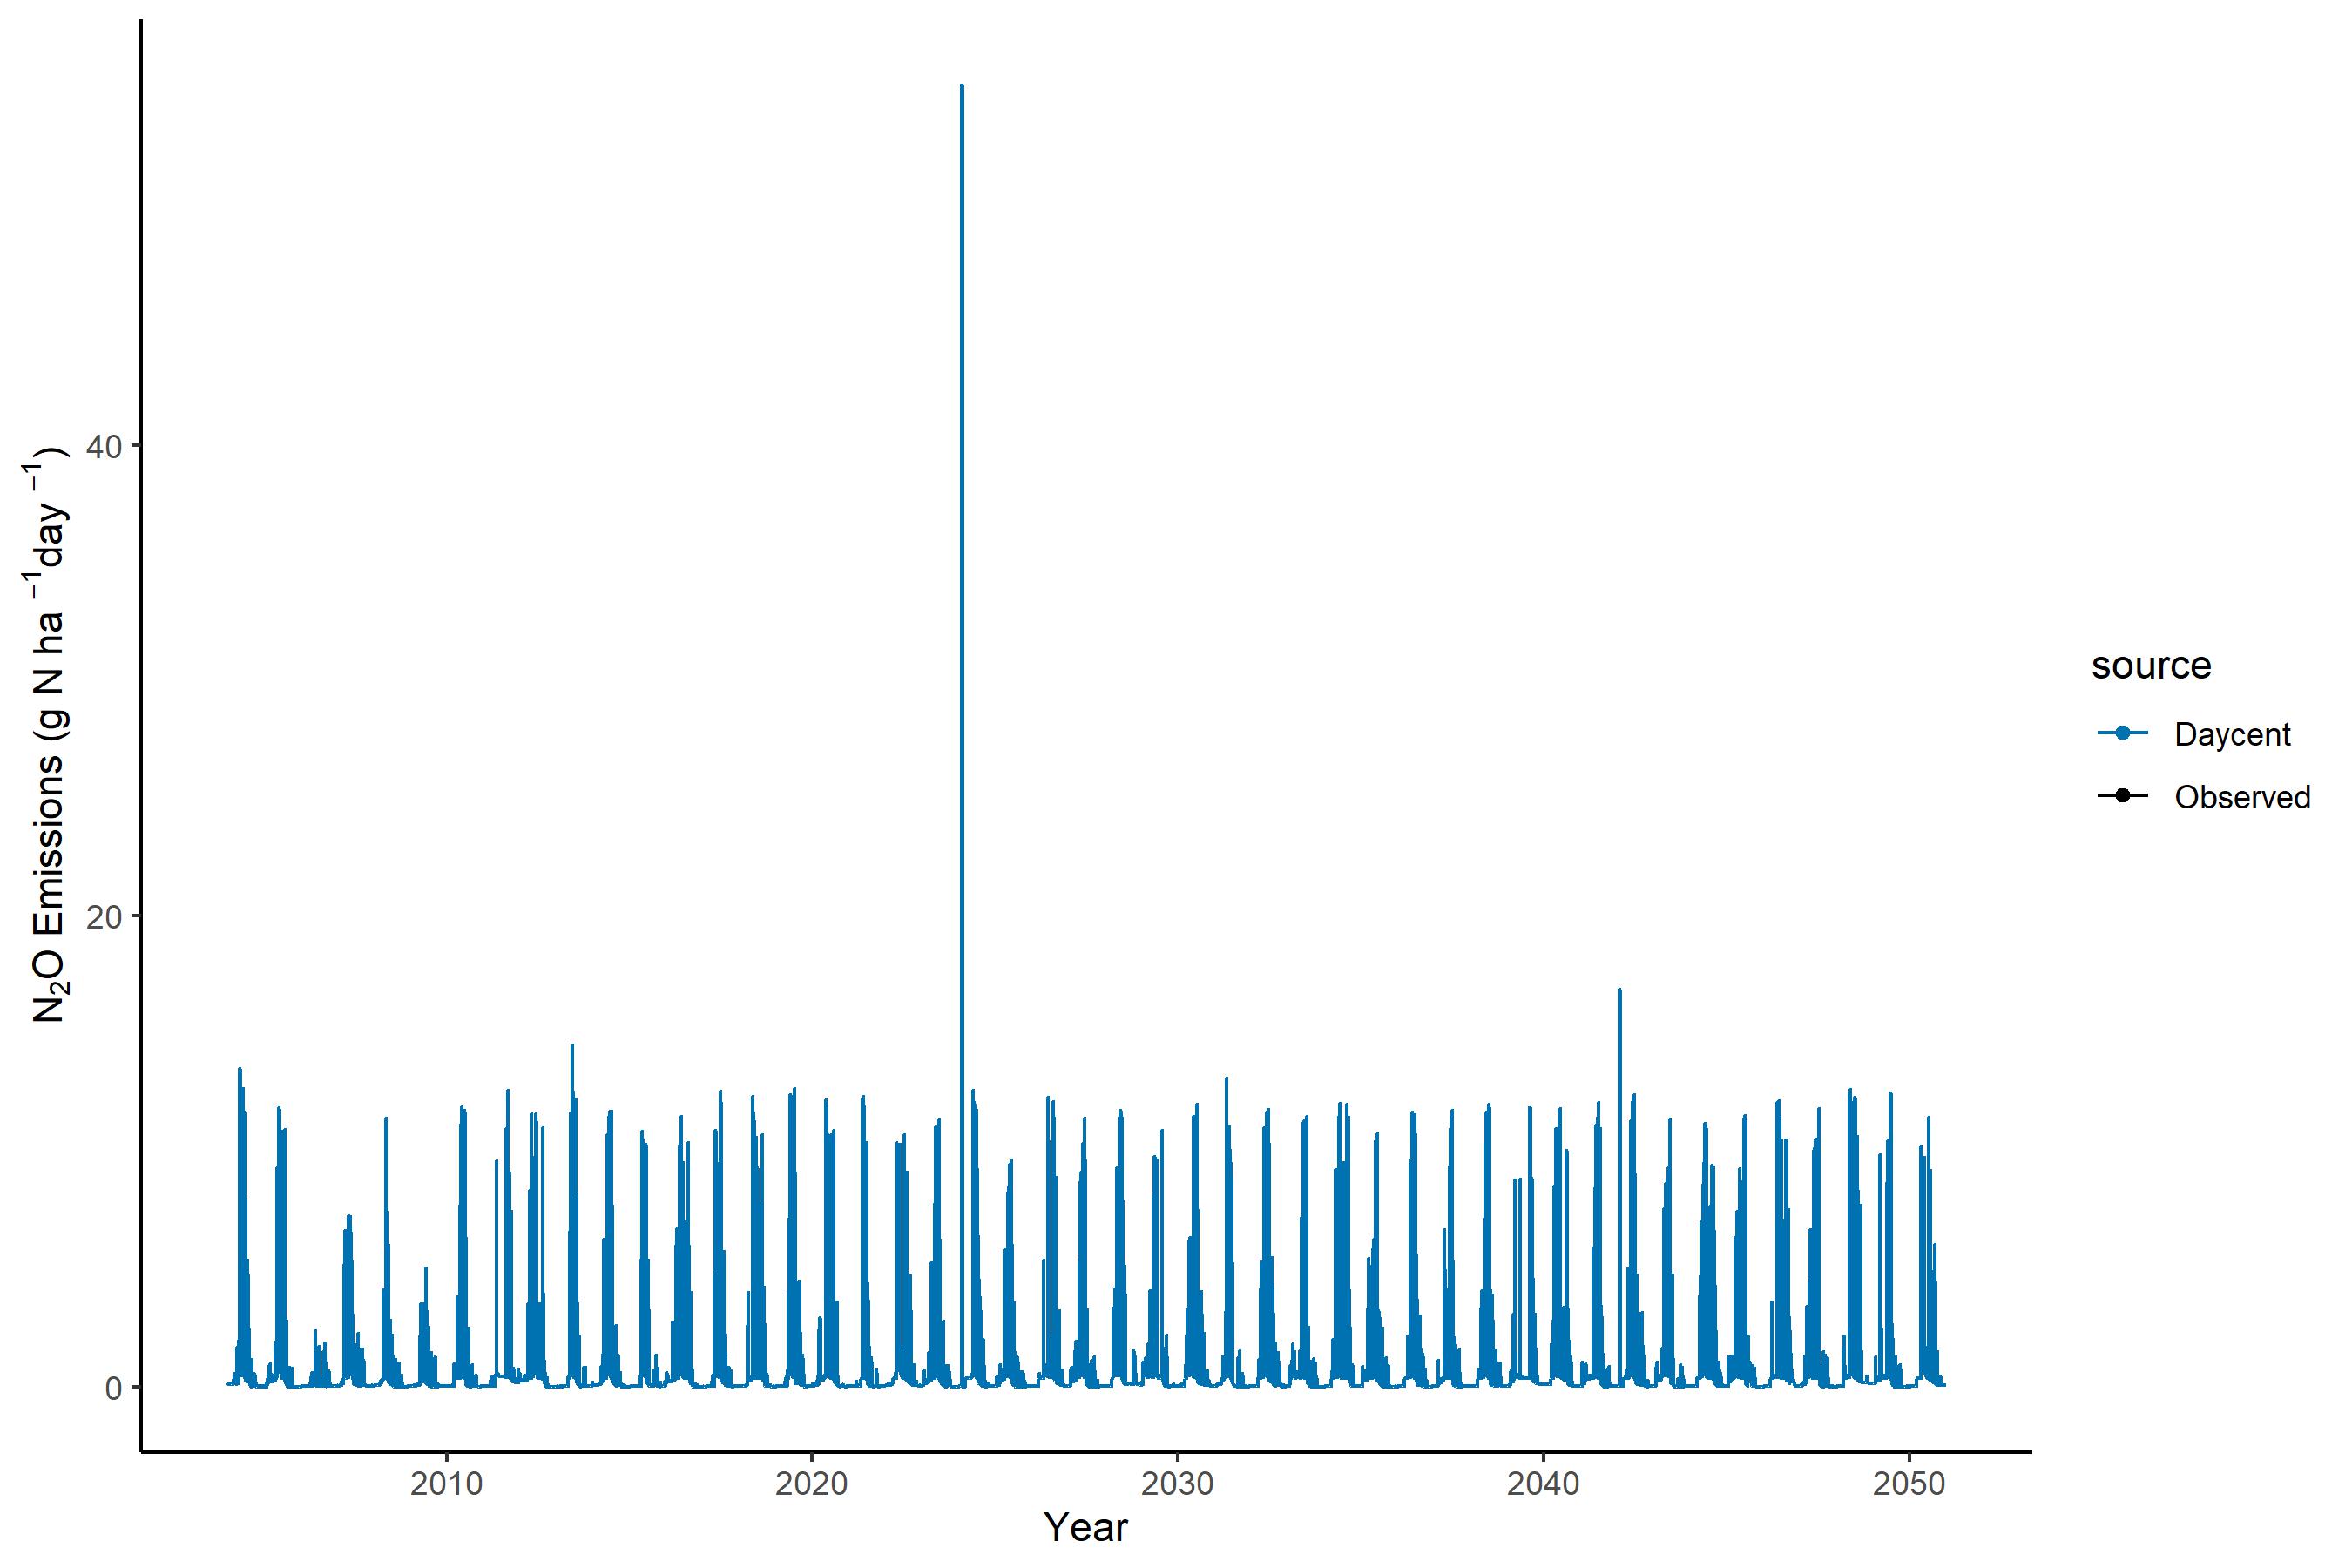 N₂O Emissions (g N ha ⁻¹day ⁻¹)
40
20
0
2010 2020 2030 2040 2050
Year
source
Daycent
Observed